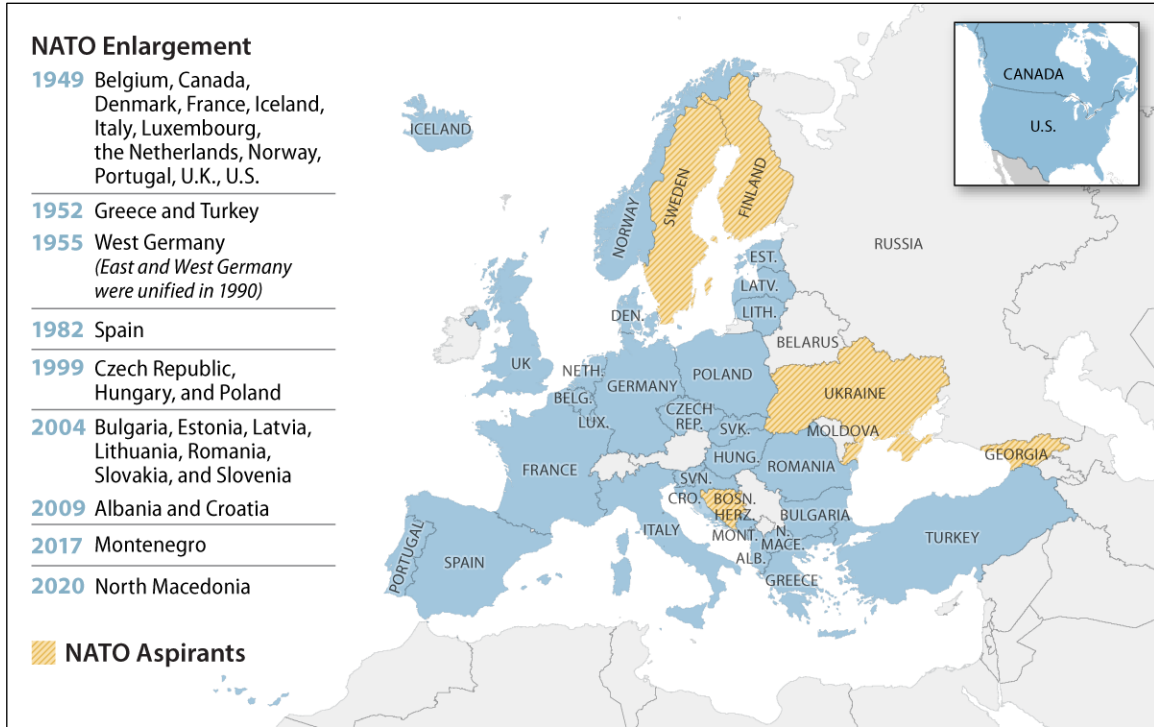 NATO Enlargement
1949 Belgium, Canada,
Denmark, France, Iceland,
Italy, Luxembourg,
the Netherlands, Norway,
Portugal, U.K., U.S.
1952 Greece and Turkey
1955 West Germany
(East and West Germany
were unified in 1990)
1982 Spain
1999 Czech Republic,
Hungary, and Poland
2004 Bulgaria, Estonia, Latvia,
Lithuania, Romania,
Slovakia, and Slovenia
2009 Albania and Croatia
2017 Montenegro
2020 North Macedonia
NATO Aspirants
CANADA
U.S.
ICELAND
NORWAY
SWEDEN
FINLAND
RUSSIA
EST.
LATV.
LITH.
DEN.
BELARUS
UK
NETH.
BELG.
LUX.
GERMANY
POLAND
UKRAINE
CZECH
REP.
SVK.
MOLDOVA
FRANCE
HUNG.
ROMANIA
GEORGIA
SVN.
CRO.
BOSN.
HERZ.
ITALY
MONT.
N.
MACE.
BULGARIA
ALB.
GREECE
TURKEY
PORTUGAL
SPAIN